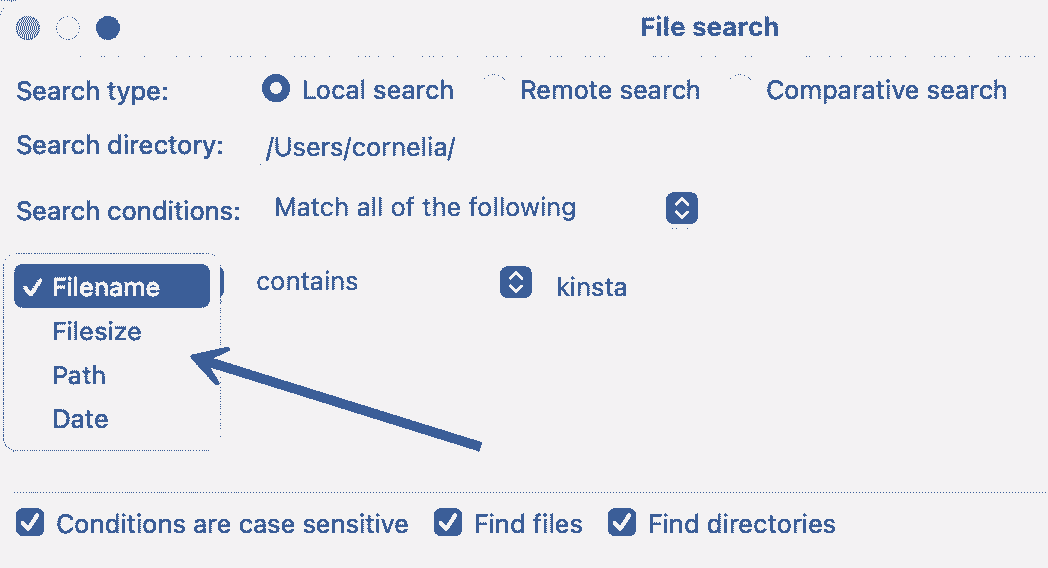 File search
Search type: Local search Remote search Comparative search
Search directory: /Users/cornelia/
Search conditions: Match all of the following
✓ Filename contains kinsta
Filesize
Path
Date
Conditions are case sensitive Find files Find directories